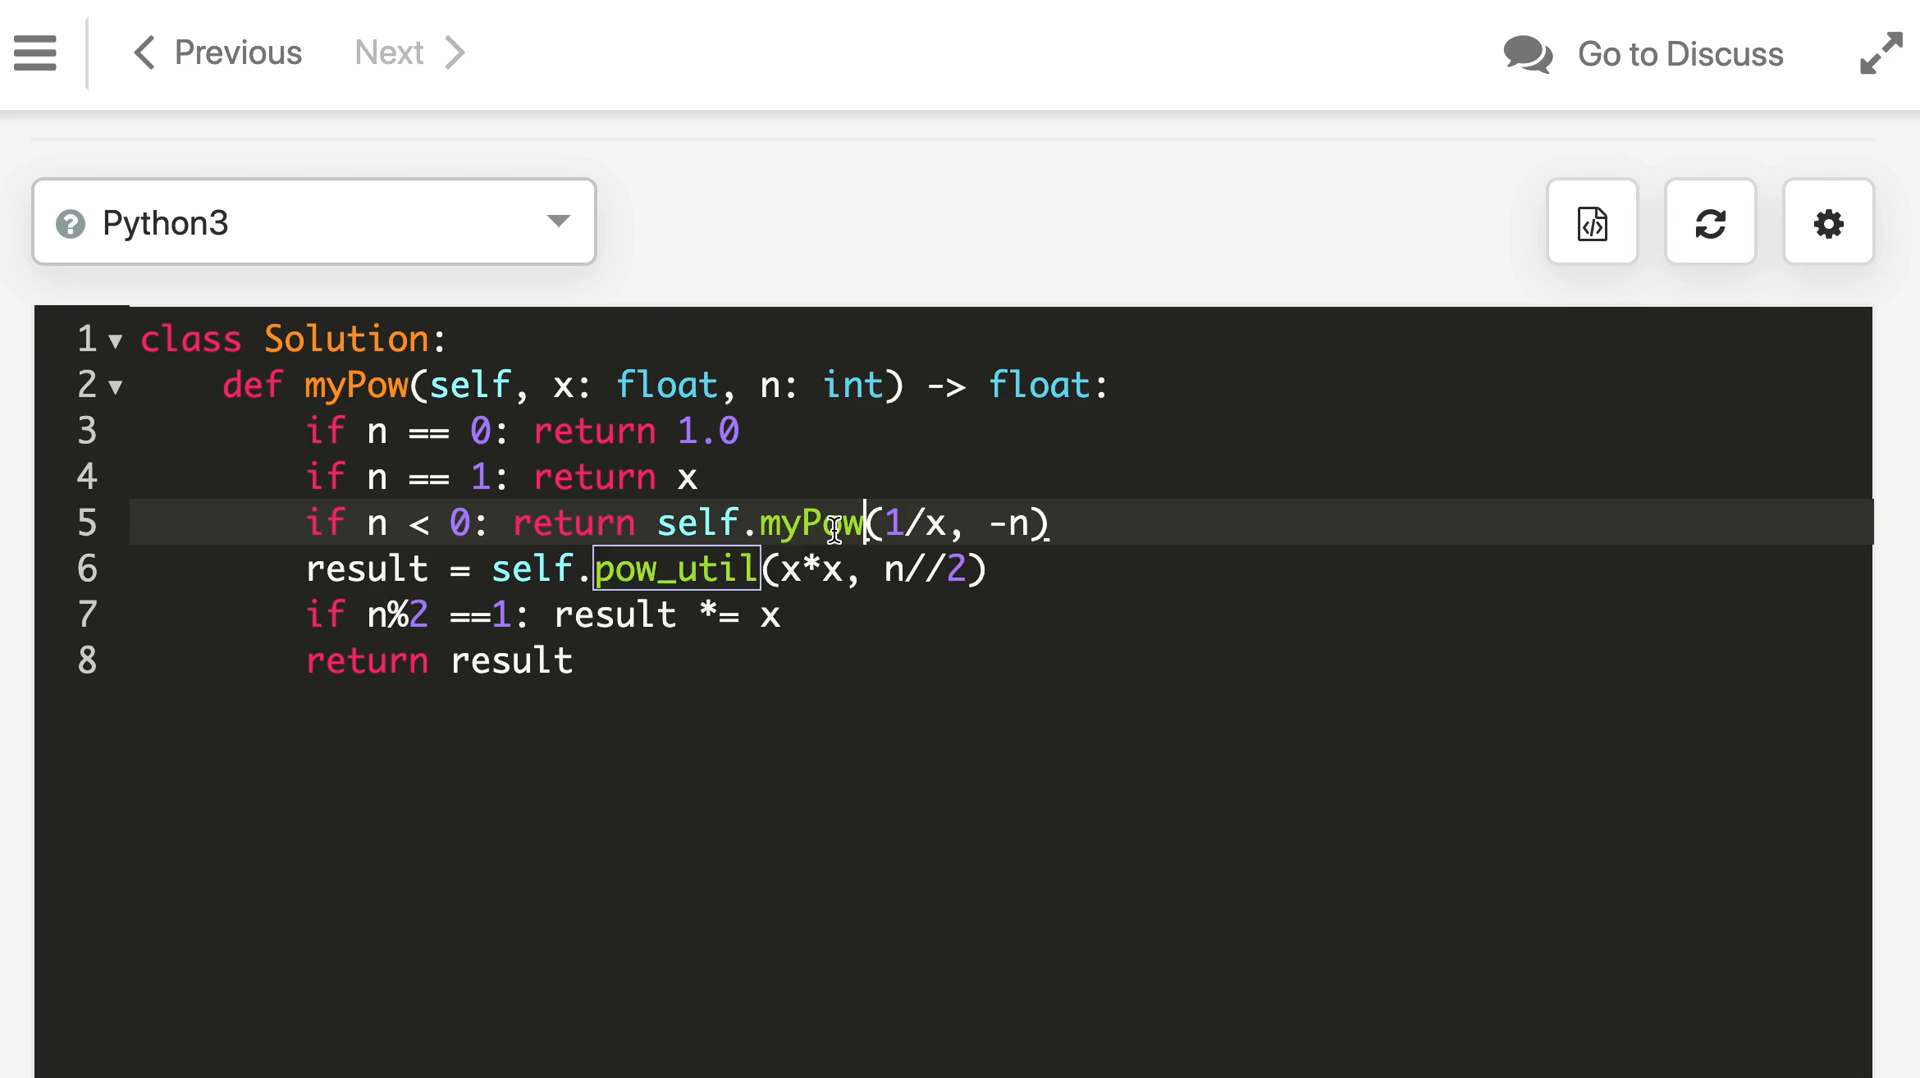 Previous Next Go to Discuss
? Python3
1 class Solution:
2 def myPow(self, x: float, n: int) -> float:
3 if n == 0: return 1.0
4 if n == 1: return x
5 if n < 0: return self.myPow(1/x, -n)
6 result = self.pow_util(x*x, n//2)
7 if n%2 ==1: result *= x
8 return result